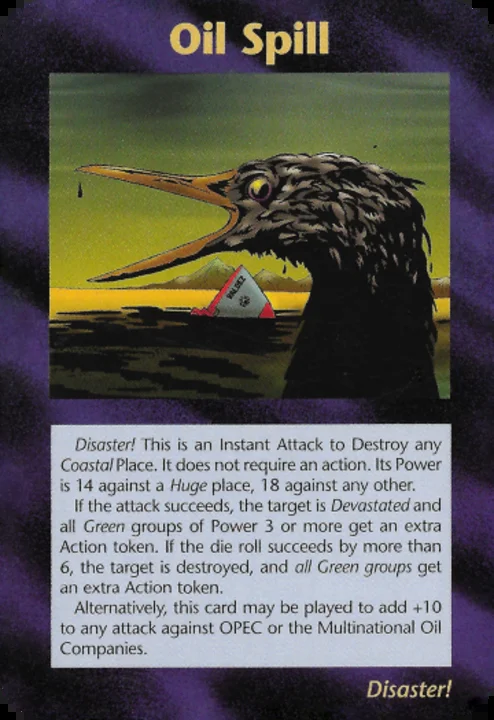 Oil Spill
VALDEZ
Disaster! This is an Instant Attack to Destroy any
Coastal Place. It does not require an action. Its Power
is 14 against a Huge place, 18 against any other.
If the attack succeeds, the target is Devastated and
all Green groups of Power 3 or more get an extra
Action token. If the die roll succeeds by more than
6, the target is destroyed, and all Green groups get
an extra Action token.
Alternatively, this card may be played to add +10
to any attack against OPEC or the Multinational Oil
Companies.
Disaster!